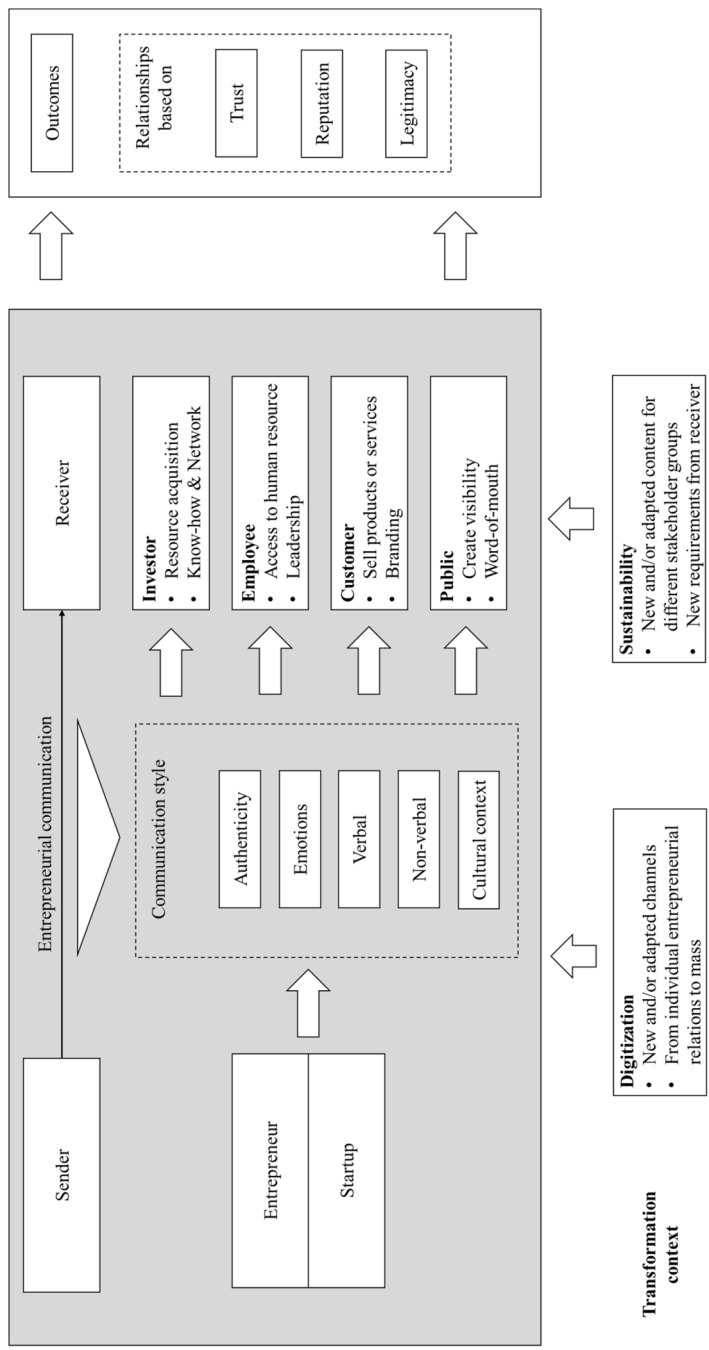 Sender
Entrepreneurial communication
Receiver
Outcomes
Entrepreneur
Startup
Communication style
Authenticity
Emotions
Verbal
Non-verbal
Cultural context
Investor
• Resource acquisition
• Know-how & Network
Employee
• Access to human resource
• Leadership
Customer
• Sell products or services
• Branding
Public
• Create visibility
• Word-of-mouth
Relationships
based on
Trust
Reputation
Legitimacy
Transformation
context
Digitization
• New and/or adapted channels
• From individual entrepreneurial
relations to mass
Sustainability
• New and/or adapted content for
different stakeholder groups
• New requirements from receiver